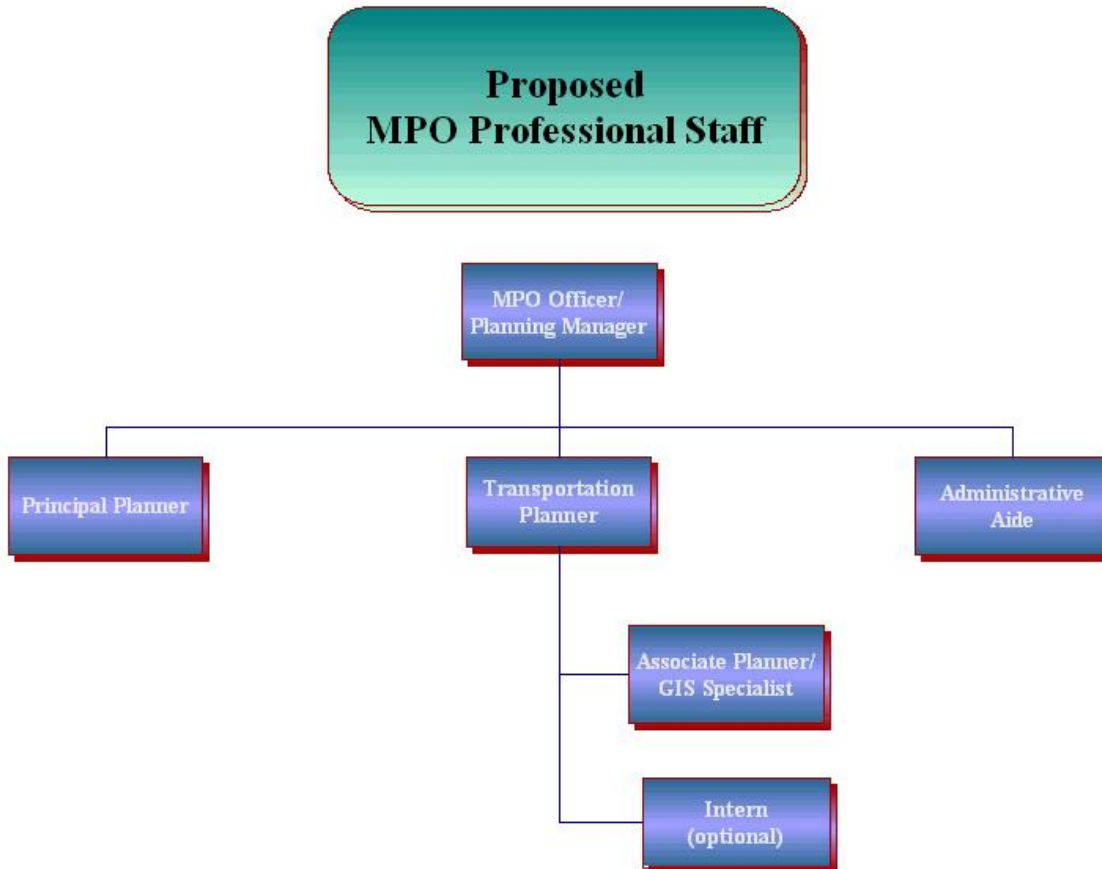 Proposed
MPO Professional Staff
MPO Officer/
Planning Manager
Principal Planner
Transportation
Planner
Administrative
Aide
Associate Planner/
GIS Specialist
Intern
(optional)